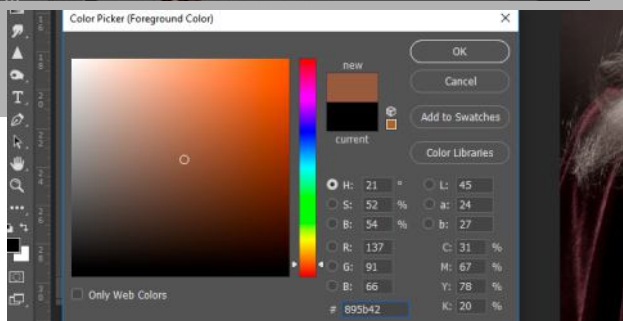 Color Picker (Foreground Color)
new
current
OK
Cancel
Add to Swatches
Color Libraries
H: 21 °
S: 52 %
B: 54 %
R: 137
G: 91
B: 66
# 895b42
L: 45
a: 24
b: 27
C: 31 %
M: 67 %
Y: 78 %
K: 20 %
Only Web Colors